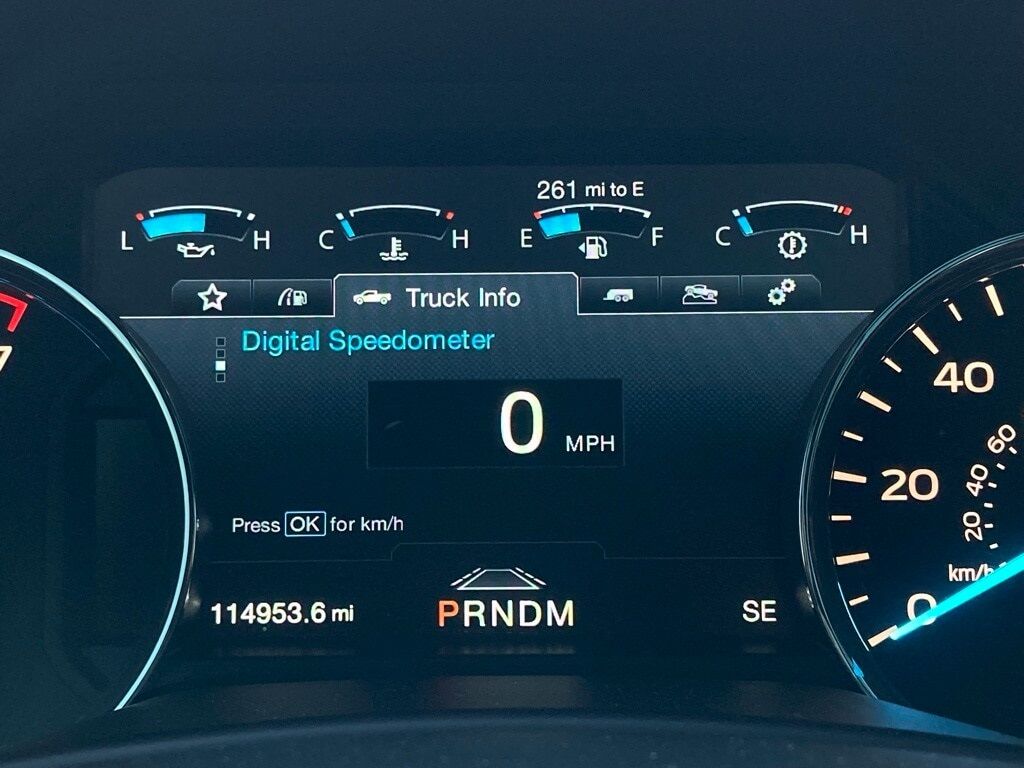 261 mi to E
L H C H E F C H
Truck Info
Digital Speedometer
0 MPH
40
60
40
20
20
Press OK for km/h
km/h
0
114953.6 mi
PRNDM
SE